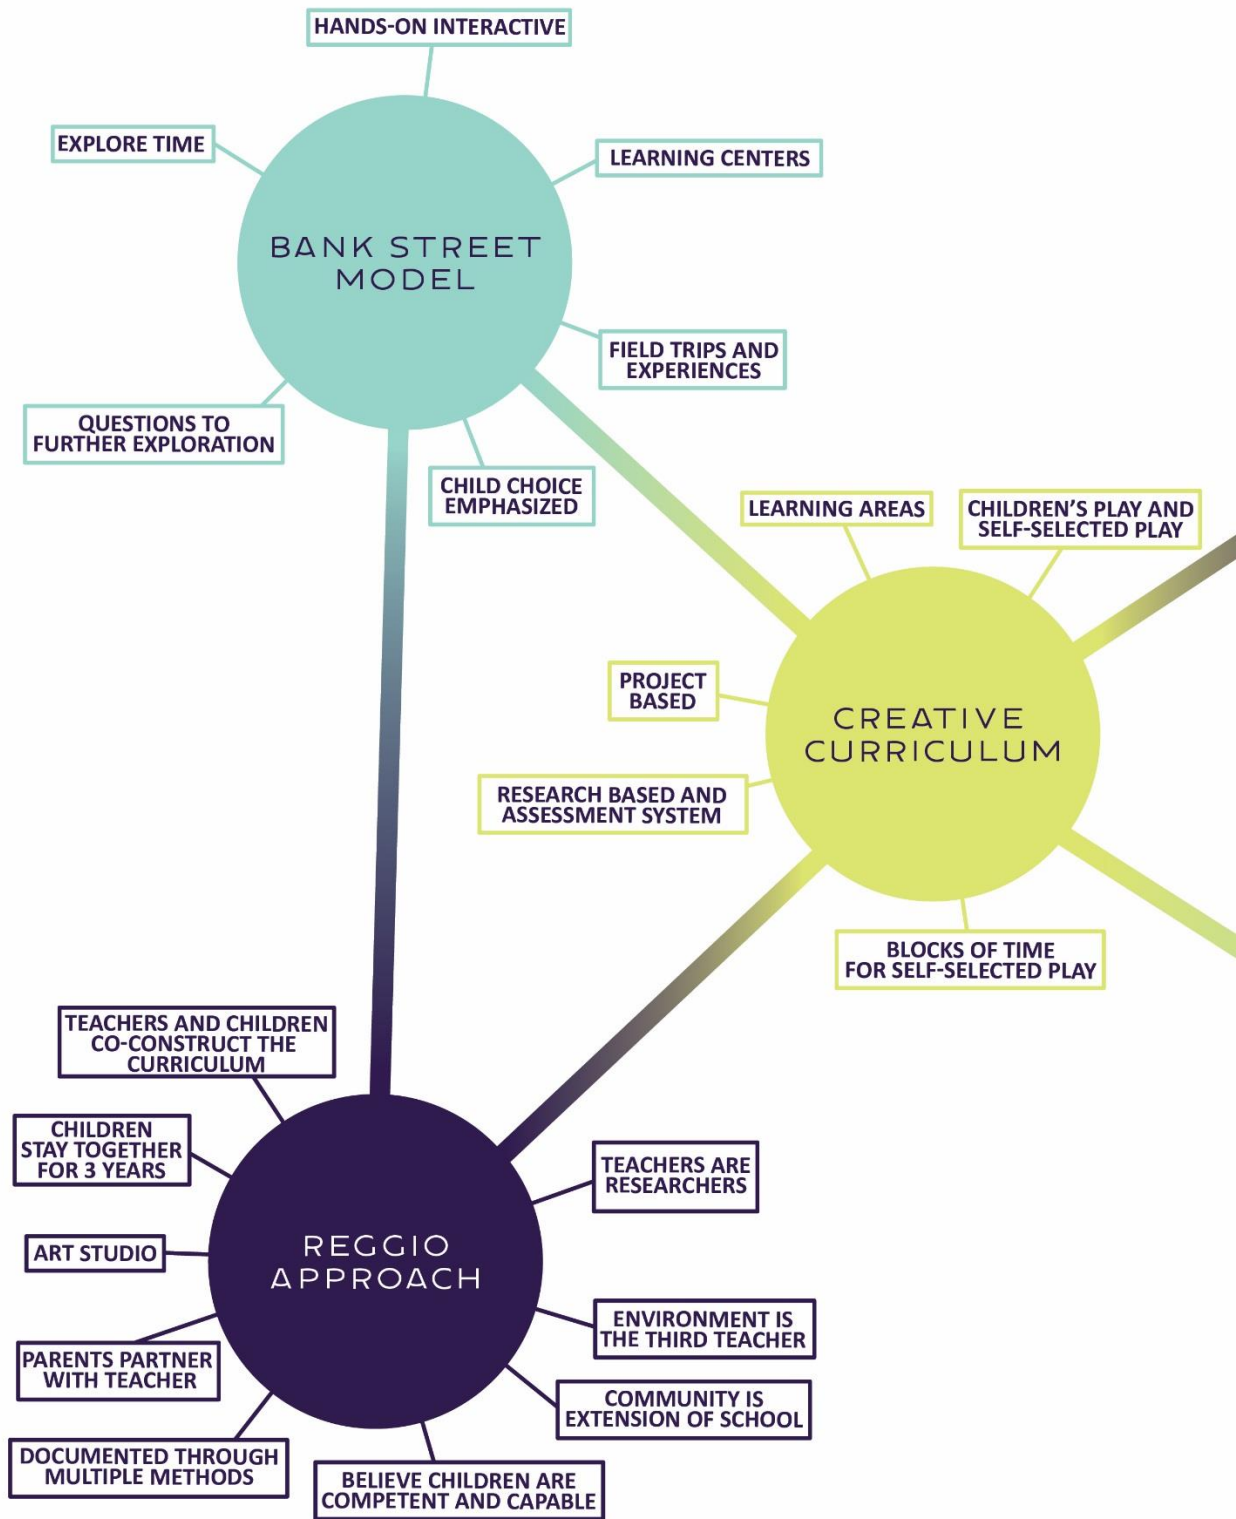 HANDS-ON INTERACTIVE
EXPLORE TIME
LEARNING CENTERS
BANK STREET
MODEL
FIELD TRIPS AND
EXPERIENCES
QUESTIONS TO
FURTHER EXPLORATION
CHILD CHOICE
EMPHASIZED
LEARNING AREAS
CHILDREN’S PLAY AND
SELF-SELECTED PLAY
PROJECT
BASED
CREATIVE
CURRICULUM
RESEARCH BASED AND
ASSESSMENT SYSTEM
BLOCKS OF TIME
FOR SELF-SELECTED PLAY
TEACHERS AND CHILDREN
CO-CONSTRUCT THE
CURRICULUM
CHILDREN
STAY TOGETHER
FOR 3 YEARS
TEACHERS ARE
RESEARCHERS
ART STUDIO
REGGIO
APPROACH
ENVIRONMENT IS
THE THIRD TEACHER
PARENTS PARTNER
WITH TEACHER
COMMUNITY IS
EXTENSION OF SCHOOL
DOCUMENTED THROUGH
MULTIPLE METHODS
BELIEVE CHILDREN ARE
COMPETENT AND CAPABLE